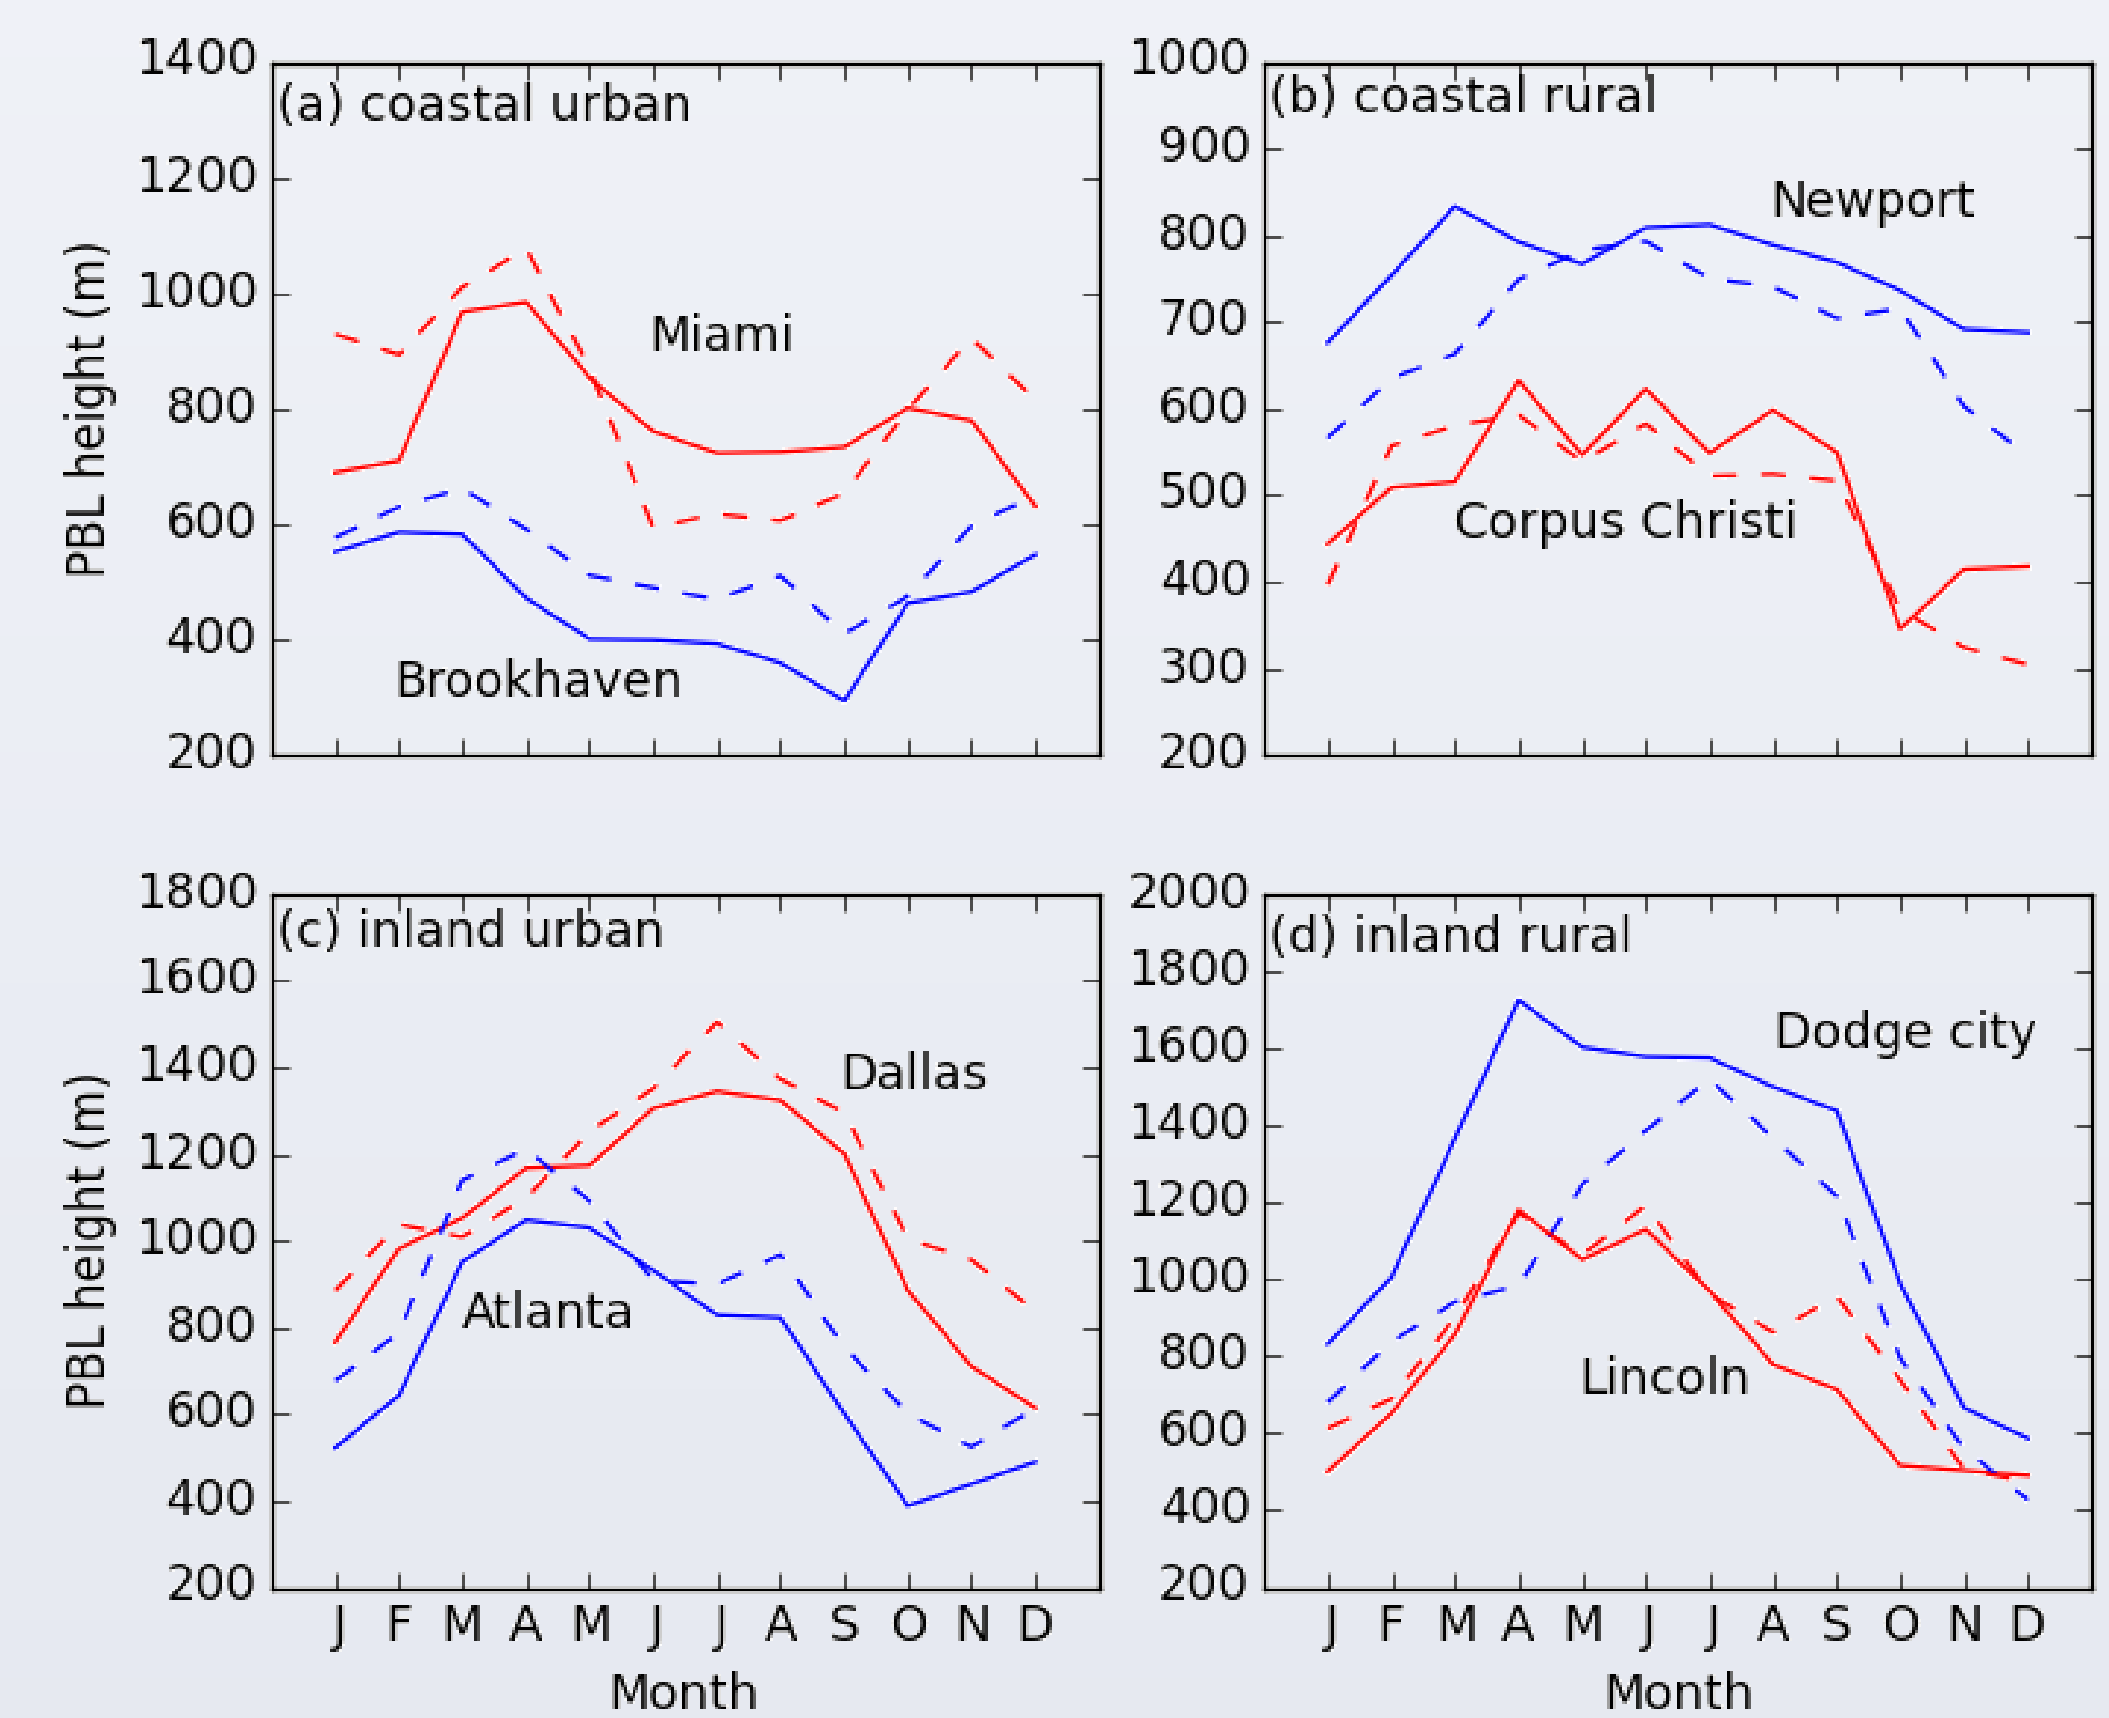 1400
1200
1000
800
600
400
200
PBL height (m)
(a) coastal urban
Miami
Brookhaven
1000
900
800
700
600
500
400
300
200
(b) coastal rural
Newport
Corpus Christi
1800
1600
1400
1200
1000
800
600
400
200
PBL height (m)
(c) inland urban
Dallas
Atlanta
J F M A M J J A S O N D
Month
2000
1800
1600
1400
1200
1000
800
600
400
200
(d) inland rural
Dodge city
Lincoln
J F M A M J J A S O N D
Month